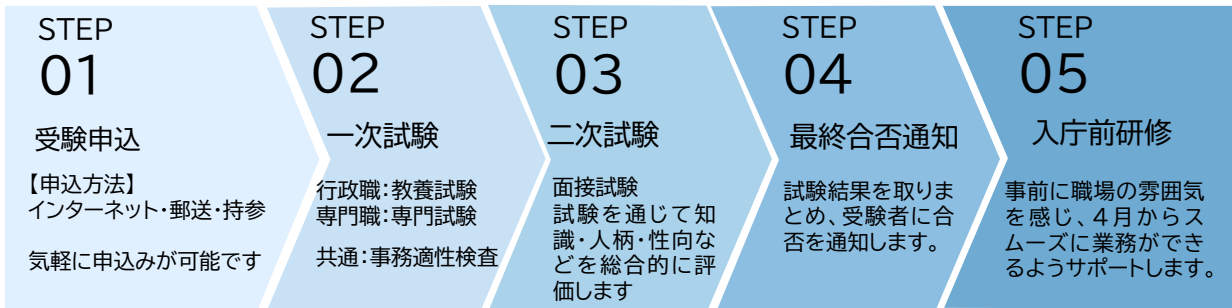 STEP
01
受験申込
【申込方法】
インターネット・郵送・持参
気軽に申込みが可能です
STEP
02
一次試験
行政職：教養試験
専門職：専門試験
共通：事務適性検査
STEP
03
二次試験
面接試験
試験を通じて知
識・人柄・性向な
どを総合的に評
価します
STEP
04
最終合否通知
試験結果を取りま
とめ、受験者に合
否を通知します。
STEP
05
入庁前研修
事前に職場の雰囲気
を感じ、４月からス
ムーズに業務ができ
るようサポートします。